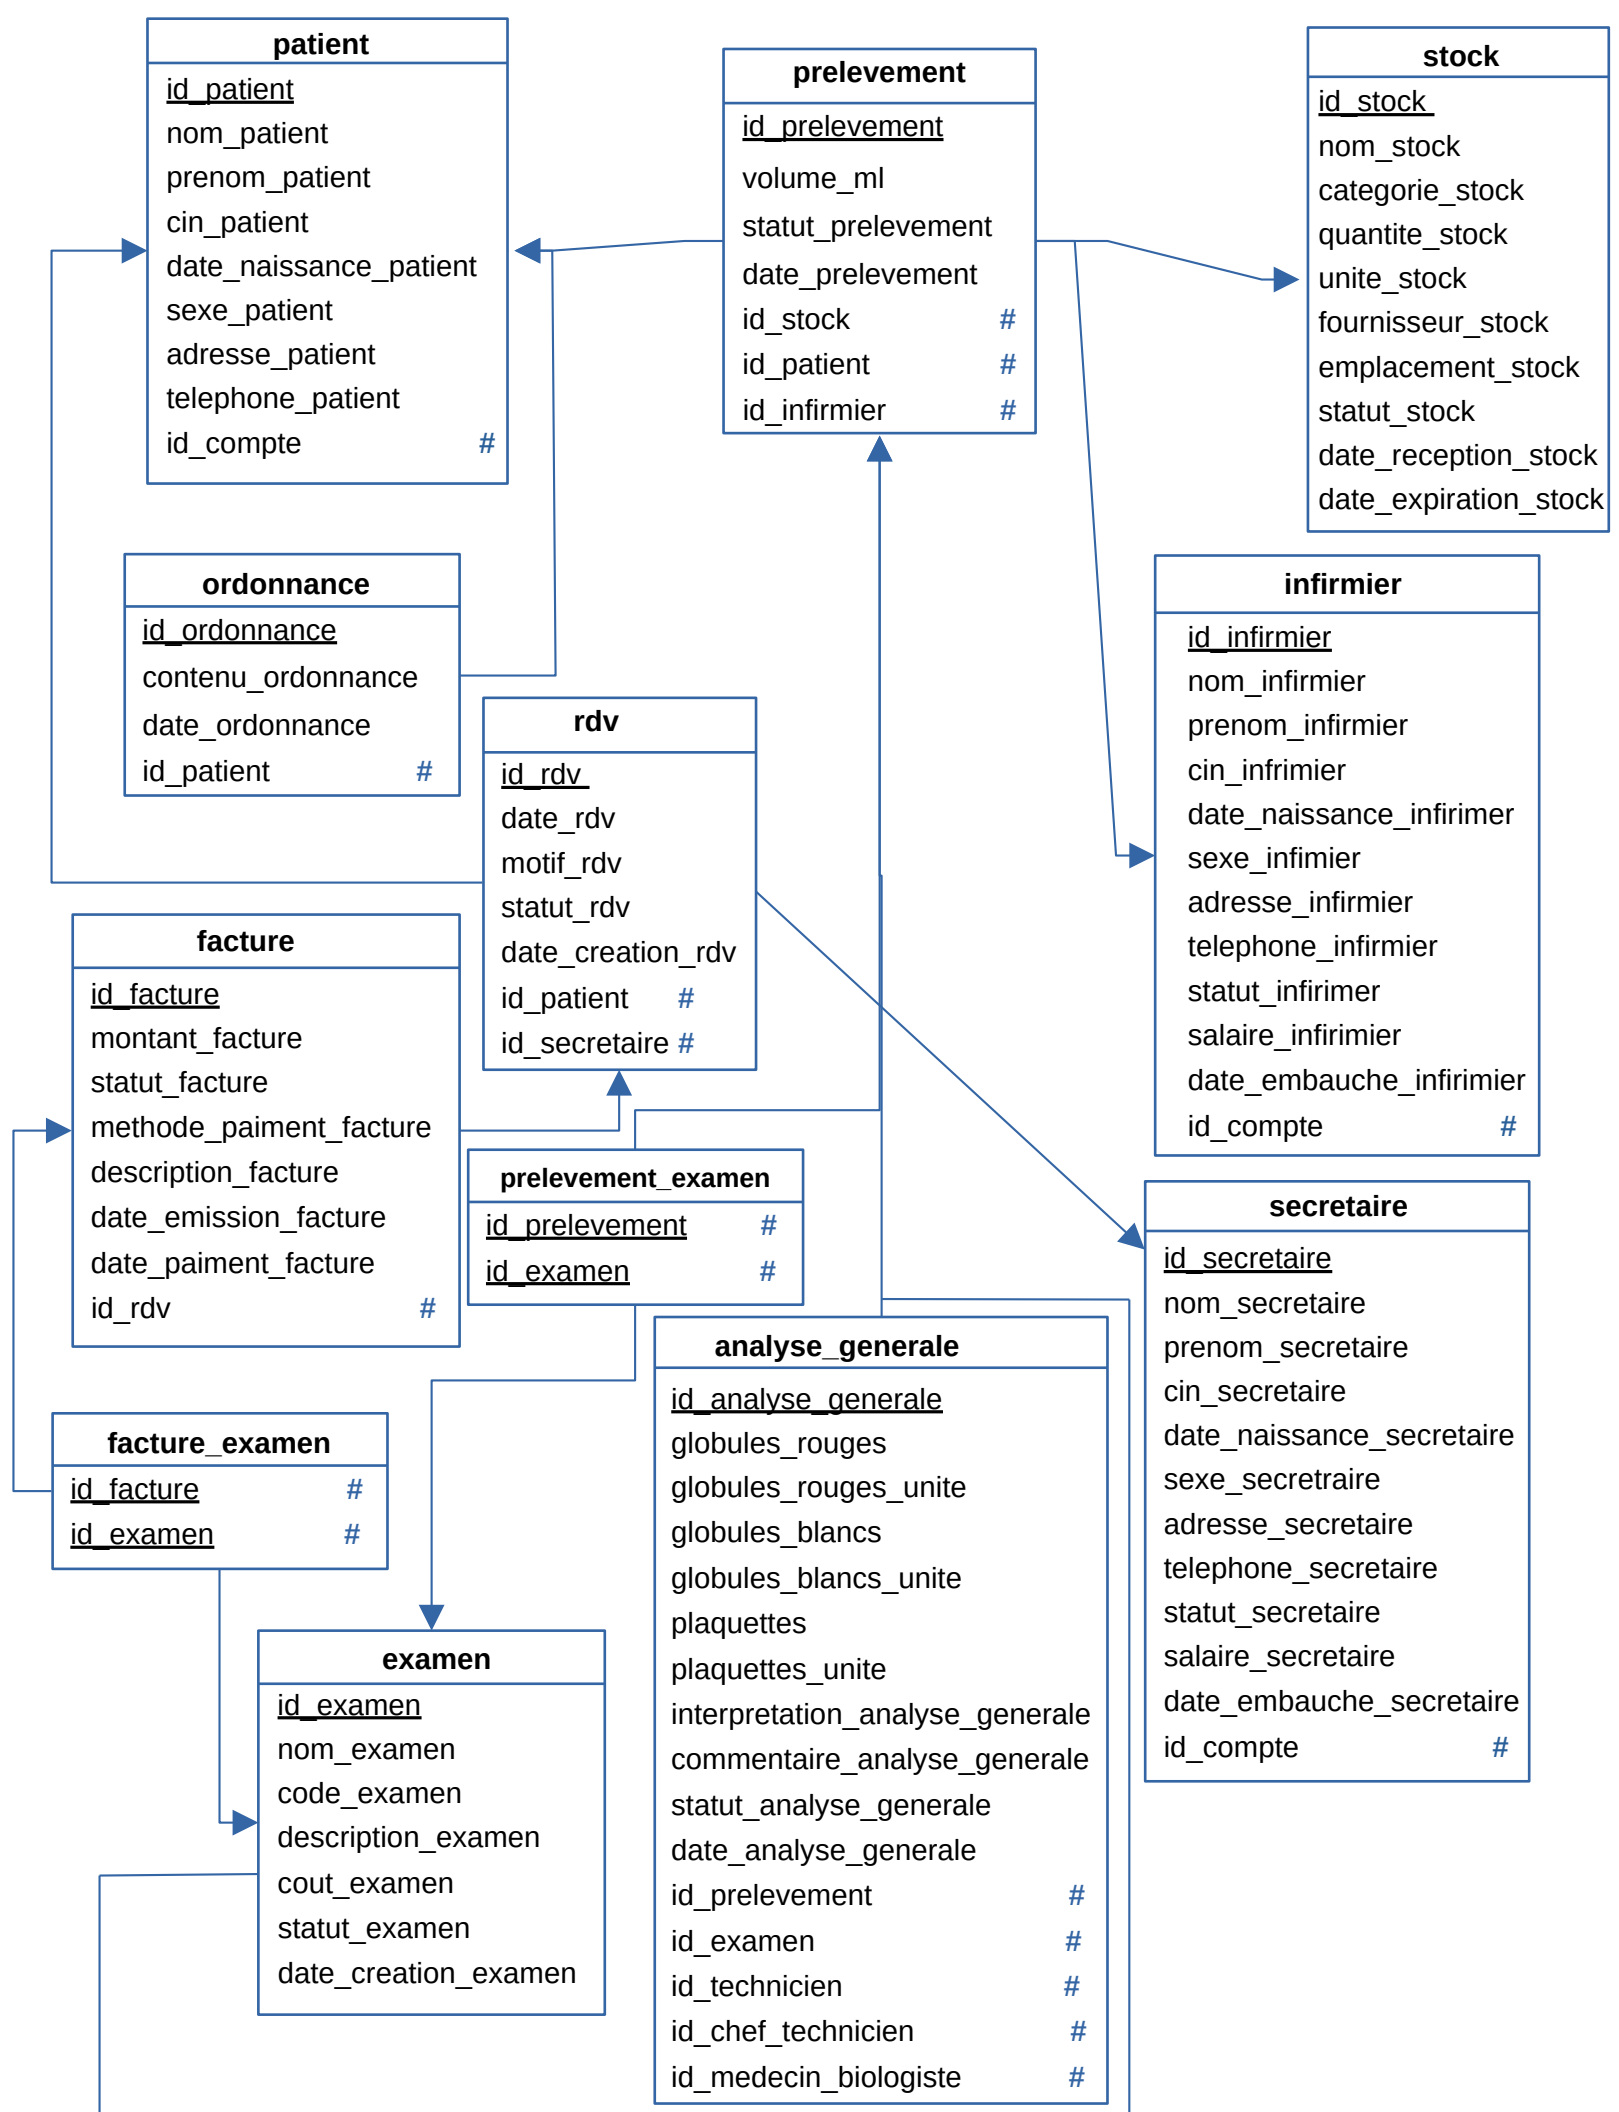 patient
id_patient
nom_patient
prenom_patient
cin_patient
date_naissance_patient
sexe_patient
adresse_patient
telephone_patient
id_compte #
prelevement
id_prelevement
volume_ml
statut_prelevement
date_prelevement
id_stock #
id_patient #
id_infirmier #
stock
id_stock
nom_stock
categorie_stock
quantite_stock
unite_stock
fournisseur_stock
emplacement_stock
statut_stock
date_reception_stock
date_expiration_stock
ordonnance
id_ordonnance
contenu_ordonnance
date_ordonnance
id_patient #
infirmier
id_infirmier
nom_infirmier
prenom_infirmier
cin_infrimier
date_naissance_infirimer
sexe_infimier
adresse_infirmier
telephone_infirmier
statut_infirimer
salaire_infirimier
date_embauche_infirimier
id_compte #
rdv
id_rdv
date_rdv
motif_rdv
statut_rdv
date_creation_rdv
id_patient #
id_secretaire #
facture
id_facture
montant_facture
statut_facture
methode_paiment_facture
description_facture
date_emission_facture
date_paiment_facture
id_rdv #
prelevement_examen
id_prelevement #
id_examen #
secretaire
id_secretaire
nom_secretaire
prenom_secretaire
cin_secretaire
date_naissance_secretaire
sexe_secretraire
adresse_secretaire
telephone_secretaire
statut_secretaire
salaire_secretaire
date_embauche_secretaire
id_compte #
analyse_generale
id_analyse_generale
globules_rouges
globules_rouges_unite
globules_blancs
globules_blancs_unite
plaquettes
plaquettes_unite
interpretation_analyse_generale
commentaire_analyse_generale
statut_analyse_generale
date_analyse_generale
id_prelevement #
id_examen #
id_technicien #
id_chef_technicien #
id_medecin_biologiste #
facture_examen
id_facture #
id_examen #
examen
id_examen
nom_examen
code_examen
description_examen
cout_examen
statut_examen
date_creation_examen